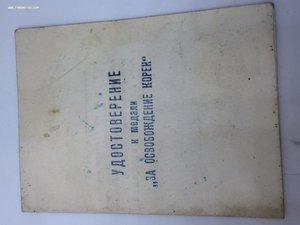 УДОСТОВЕРЕНИЕ
к медали
„ЗА ОСВОБОЖДЕНИЕ КОРЕИ“